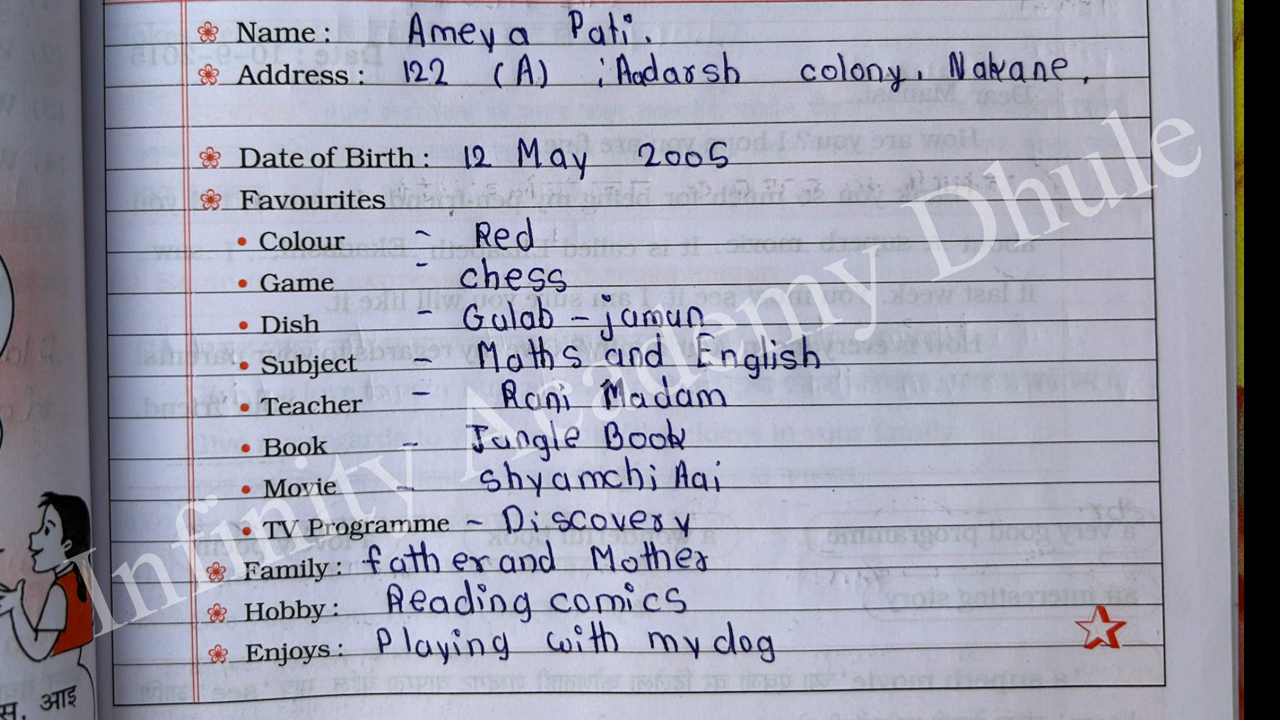 Name : Ameya Pati.
Address : 122 (A) Aadarsh colony, Nakane,
Date of Birth : 12 May 2005
Favourites
• Colour - Red
• Game - chess
• Dish - Gulab - jamun
• Subject - Maths and English
• Teacher - Rani Madam
• Book - Jungle Book
• Movie - Shyamchi Aai
• TV Programme - Discovery
Family : father and Mother
Hobby : Reading comics
Enjoys : Playing with my dog
Infinity Academy Dhule
आइ